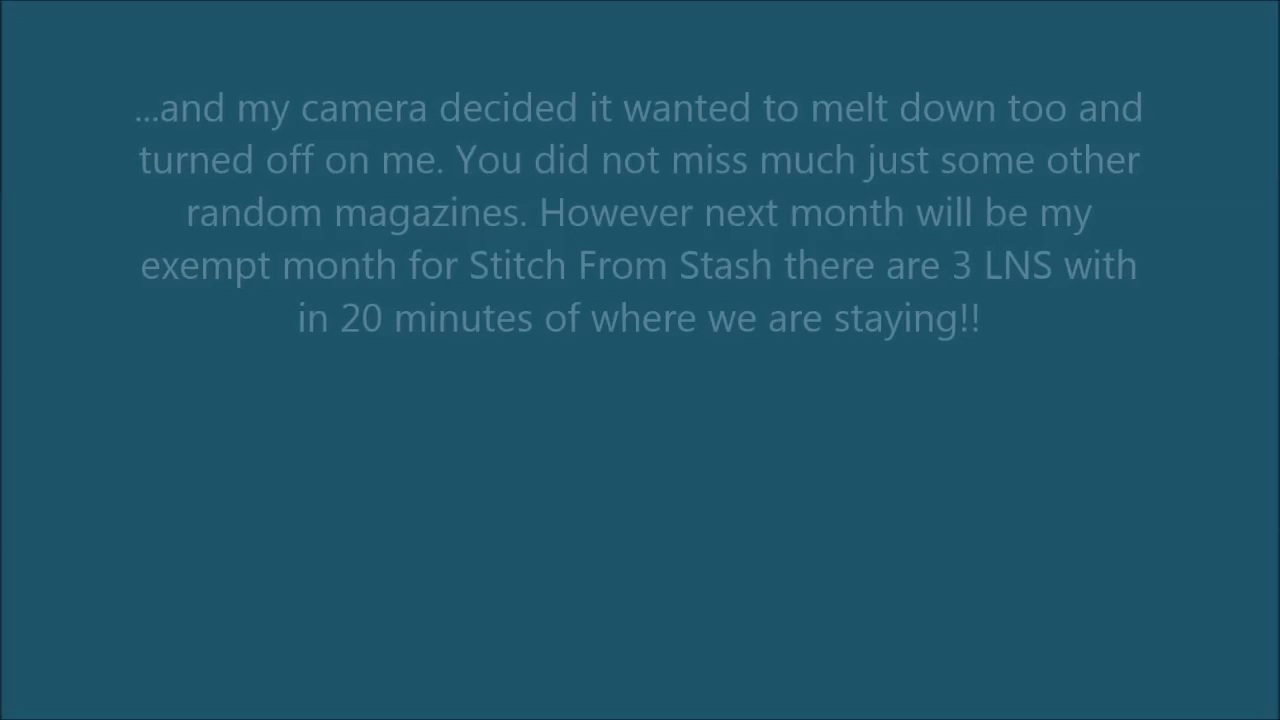 ...and my camera decided it wanted to melt down too and
turned off on me. You did not miss much just some other
random magazines. However next month will be my
exempt month for Stitch From Stash there are 3 LNS with
in 20 minutes of where we are staying!!